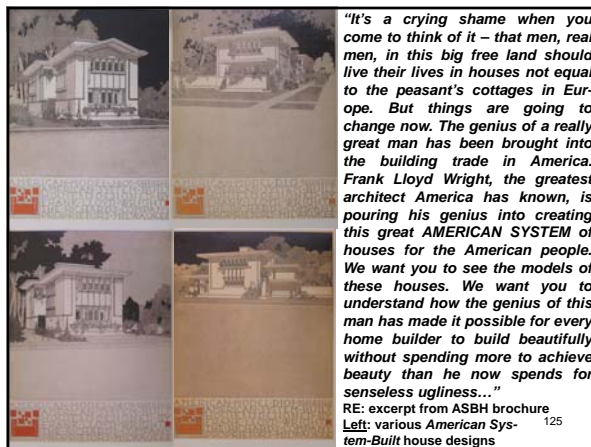 “It’s a crying shame when you
come to think of it – that men, real
men, in this big free land should
live their lives in houses not equal
to the peasant’s cottages in Eur-
ope. But things are going to
change now. The genius of a really
great man has been brought into
the building trade in America.
Frank Lloyd Wright, the greatest
architect America has known, is
pouring his genius into creating
this great AMERICAN SYSTEM of
houses for the American people.
We want you to see the models of
these houses. We want you to
understand how the genius of this
man has made it possible for every
home builder to build beautifully
without spending more to achieve
beauty than he now spends for
senseless ugliness…”
RE: excerpt from ASBH brochure
Left: various American Sys-
tem-Built house designs
125